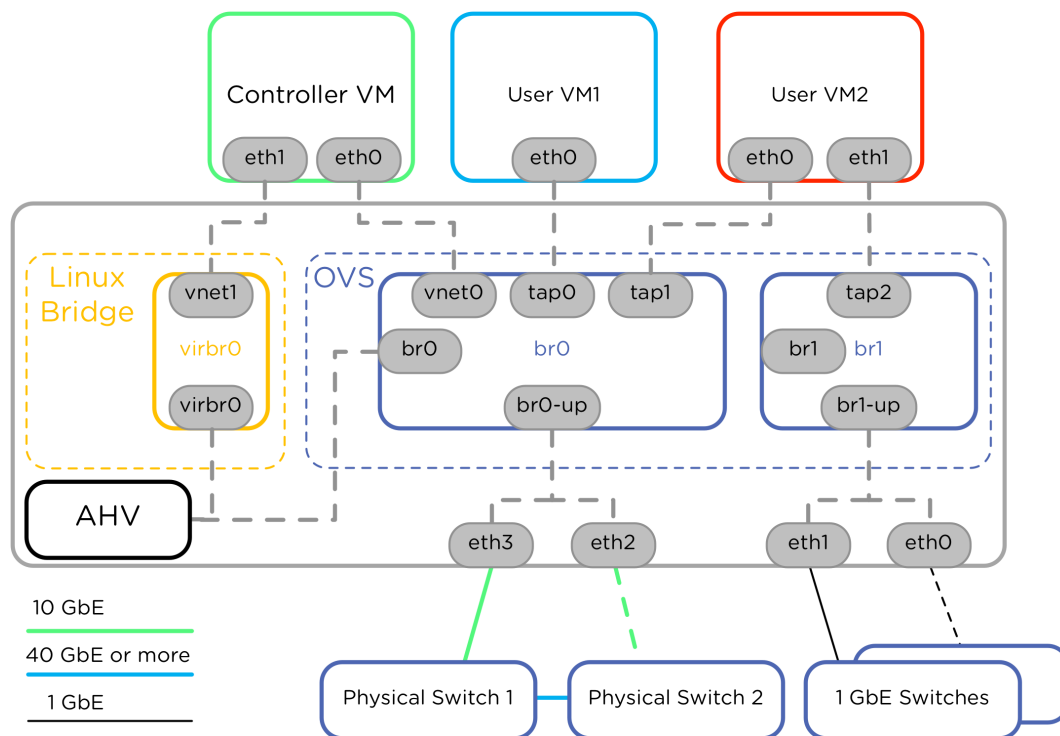 Controller VM
User VM1
User VM2
eth1
eth0
eth0
eth0
eth1
Linux
Bridge
OVS
vnet1
vnet0
tap0
tap1
tap2
virbr0
br0
br0
br1
br1
virbr0
br0-up
br1-up
AHV
eth3
eth2
eth1
eth0
10 GbE
40 GbE or more
1 GbE
Physical Switch 1
Physical Switch 2
1 GbE Switches